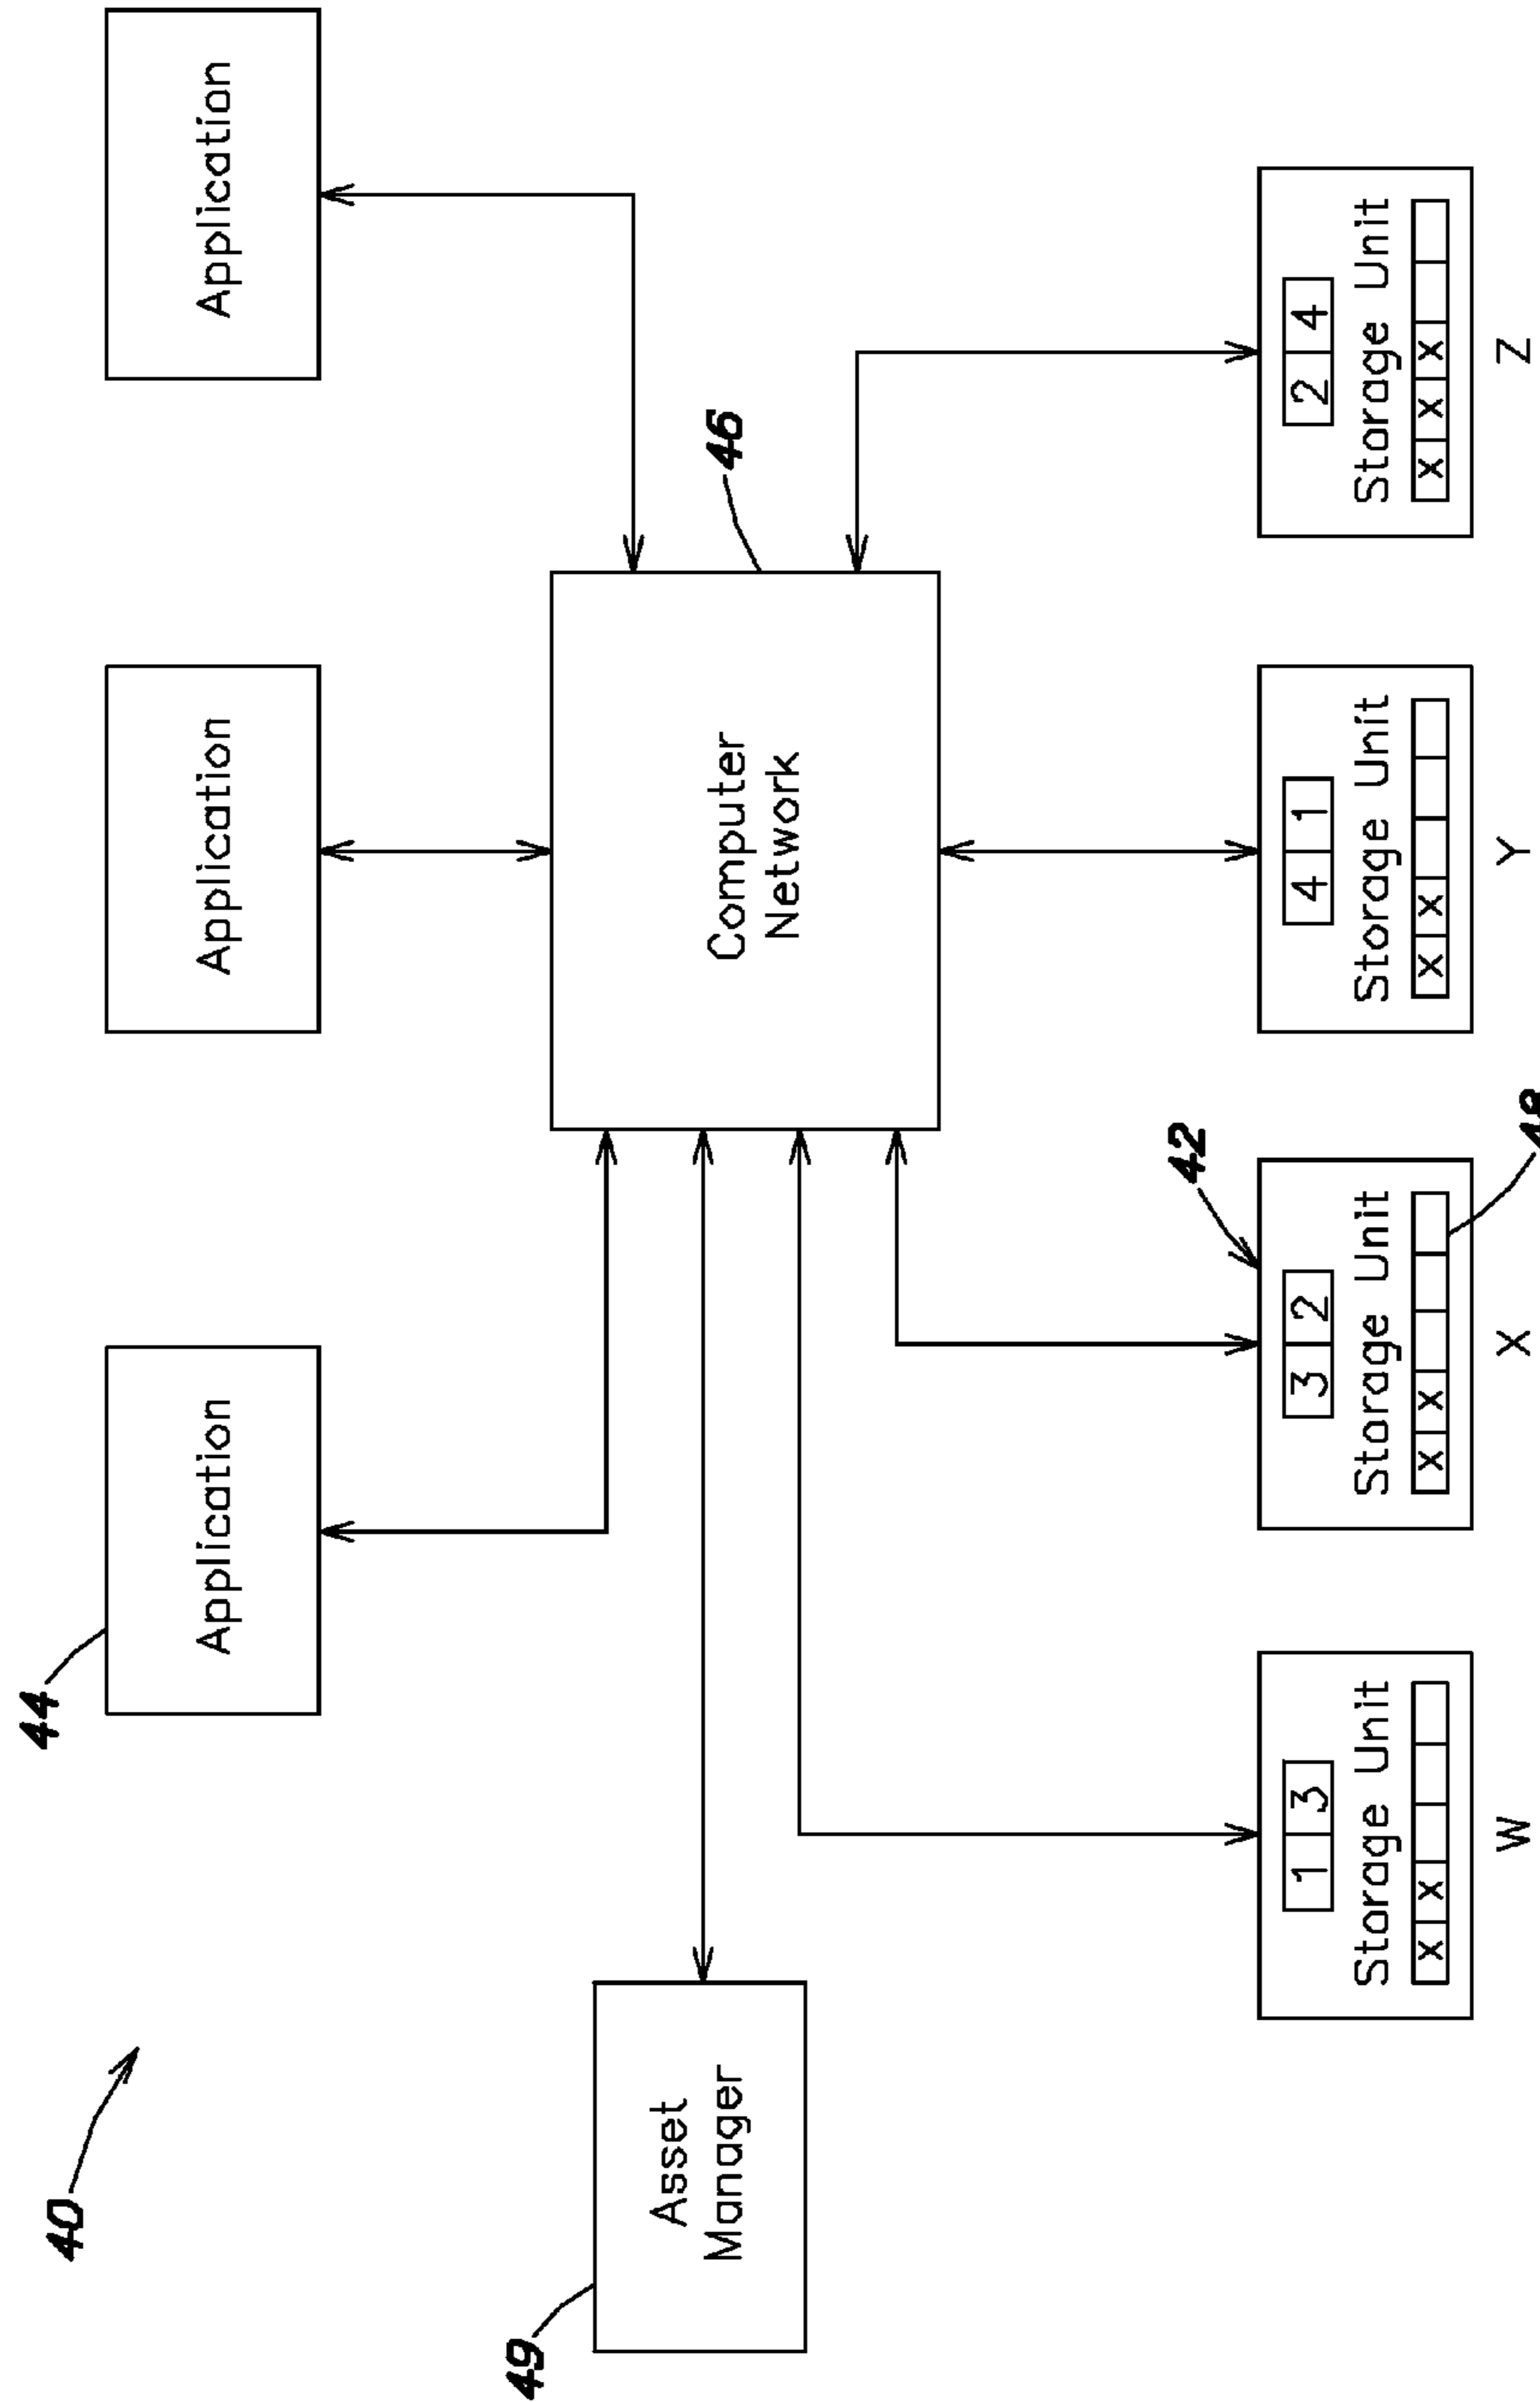 40
44
Application
Application
Application
49
Asset
Manager
Computer
Network
46
42
1 3
Storage Unit
x x
W
3 2
Storage Unit
x x
X
4 1
Storage Unit
x x
Y
2 4
Storage Unit
x x x
Z